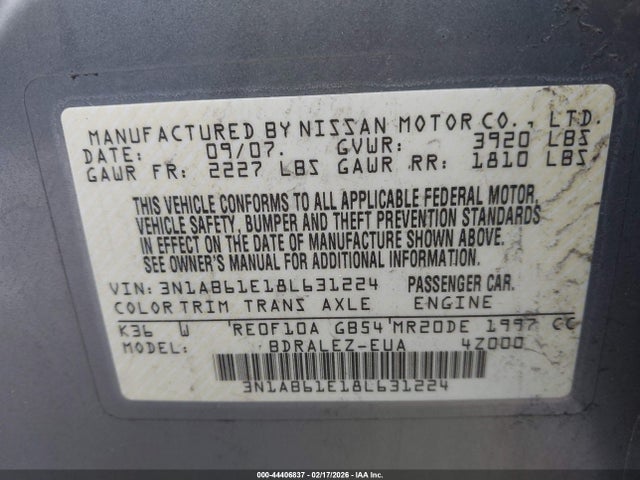 MANUFACTURED BY NISSAN MOTOR CO., LTD.
DATE: 09/07. GVWR: 3920 LBS
GAWR FR: 2227 LBS GAWR RR: 1810 LBS
THIS VEHICLE CONFORMS TO ALL APPLICABLE FEDERAL MOTOR,
VEHICLE SAFETY, BUMPER AND THEFT PREVENTION STANDARDS
IN EFFECT ON THE DATE OF MANUFACTURE SHOWN ABOVE.
SEE OWNER'S MANUAL FOR ADDITIONAL INFORMATION.
VIN: 3N1AB61E18L631224 PASSENGER CAR.
COLOR TRIM TRANS AXLE ENGINE
K36 W RE0F10A GB54 MR20DE 1997 CC
MODEL: BDRALEZ-EUA 4Z000
3N1AB61E18L631224
000-44406837 - 02/17/2026 - IAA Inc.